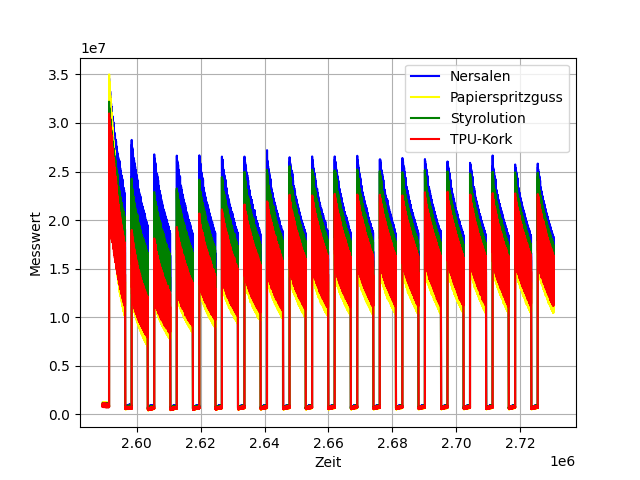 1e7
3.5
3.0
2.5
2.0
1.5
1.0
0.5
0.0
Messwert
Nersalen
Papierspritzguss
Styrolution
TPU-Kork
2.60 2.62 2.64 2.66 2.68 2.70 2.72
Zeit
1e6